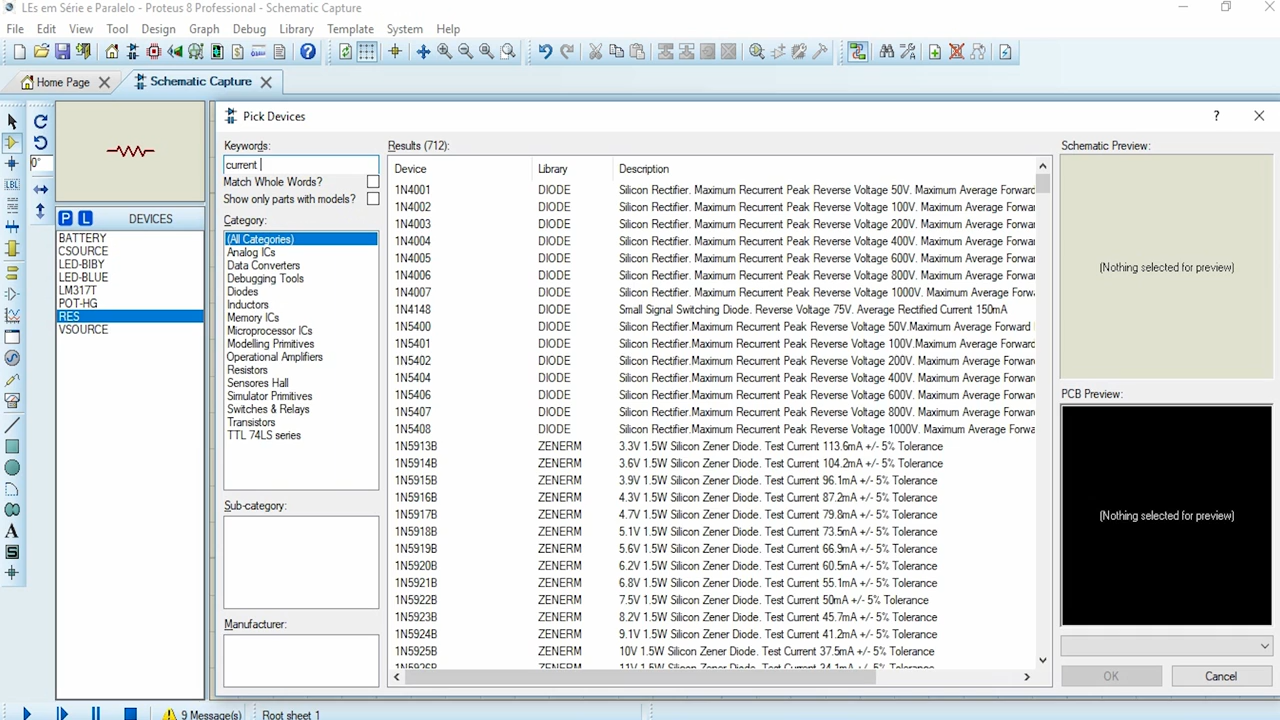 LEs em Série e Paralelo - Proteus 8 Professional - Schematic Capture
File Edit View Tool Design Graph Debug Library Template System Help
Home Page Schematic Capture
Pick Devices
Keywords:
current
Match Whole Words?
Show only parts with models?
Category:
(All Categories)
Analog ICs
Data Converters
Debugging Tools
Diodes
Inductors
Memory ICs
Microprocessor ICs
Modelling Primitives
Operational Amplifiers
Resistors
Sensores Hall
Simulator Primitives
Switches & Relays
Transistors
TTL 74LS series
Sub-category:
Manufacturer:
0°
LBL
P L DEVICES
BATTERY
CSOURCE
LED-BIBY
LED-BLUE
LM317T
POT-HG
RES
VSOURCE
Results (712):
Device Library Description
1N4001 DIODE Silicon Rectifier. Maximum Recurrent Peak Reverse Voltage 50V. Maximum Average Forward
1N4002 DIODE Silicon Rectifier. Maximum Recurrent Peak Reverse Voltage 100V. Maximum Average Forwa
1N4003 DIODE Silicon Rectifier. Maximum Recurrent Peak Reverse Voltage 200V. Maximum Average Forwa
1N4004 DIODE Silicon Rectifier. Maximum Recurrent Peak Reverse Voltage 400V. Maximum Average Forwa
1N4005 DIODE Silicon Rectifier. Maximum Recurrent Peak Reverse Voltage 600V. Maximum Average Forwa
1N4006 DIODE Silicon Rectifier. Maximum Recurrent Peak Reverse Voltage 800V. Maximum Average Forwa
1N4007 DIODE Silicon Rectifier. Maximum Recurrent Peak Reverse Voltage 1000V. Maximum Average Forw
1N4148 DIODE Small Signal Switching Diode. Reverse Voltage 75V. Average Rectified Current 150mA
1N5400 DIODE Silicon Rectifier.Maximum Recurrent Peak Reverse Voltage 50V.Maximum Average Forward
1N5401 DIODE Silicon Rectifier.Maximum Recurrent Peak Reverse Voltage 100V.Maximum Average Forward
1N5402 DIODE Silicon Rectifier.Maximum Recurrent Peak Reverse Voltage 200V. Maximum Average Forwa
1N5404 DIODE Silicon Rectifier.Maximum Recurrent Peak Reverse Voltage 400V. Maximum Average Forwa
1N5406 DIODE Silicon Rectifier.Maximum Recurrent Peak Reverse Voltage 600V. Maximum Average Forwa
1N5407 DIODE Silicon Rectifier.Maximum Recurrent Peak Reverse Voltage 800V. Maximum Average Forwa
1N5408 DIODE Silicon Rectifier.Maximum Recurrent Peak Reverse Voltage 1000V. Maximum Average Forwa
1N5913B ZENERM 3.3V 1.5W Silicon Zener Diode. Test Current 113.6mA +/- 5% Tolerance
1N5914B ZENERM 3.6V 1.5W Silicon Zener Diode. Test Current 104.2mA +/- 5% Tolerance
1N5915B ZENERM 3.9V 1.5W Silicon Zener Diode. Test Current 96.1mA +/- 5% Tolerance
1N5916B ZENERM 4.3V 1.5W Silicon Zener Diode. Test Current 87.2mA +/- 5% Tolerance
1N5917B ZENERM 4.7V 1.5W Silicon Zener Diode. Test Current 79.8mA +/- 5% Tolerance
1N5918B ZENERM 5.1V 1.5W Silicon Zener Diode. Test Current 73.5mA +/- 5% Tolerance
1N5919B ZENERM 5.6V 1.5W Silicon Zener Diode. Test Current 66.9mA +/- 5% Tolerance
1N5920B ZENERM 6.2V 1.5W Silicon Zener Diode. Test Current 60.5mA +/- 5% Tolerance
1N5921B ZENERM 6.8V 1.5W Silicon Zener Diode. Test Current 55.1mA +/- 5% Tolerance
1N5922B ZENERM 7.5V 1.5W Silicon Zener Diode. Test Current 50mA +/- 5% Tolerance
1N5923B ZENERM 8.2V 1.5W Silicon Zener Diode. Test Current 45.7mA +/- 5% Tolerance
1N5924B ZENERM 9.1V 1.5W Silicon Zener Diode. Test Current 41.2mA +/- 5% Tolerance
1N5925B ZENERM 10V 1.5W Silicon Zener Diode. Test Current 37.5mA +/- 5% Tolerance
1N5926B ZENERM 11V 1.5W Silicon Zener Diode. Test Current 34.1mA +/- 5% Tolerance
Schematic Preview:
(Nothing selected for preview)
PCB Preview:
(Nothing selected for preview)
OK Cancel
9 Message(s) Root sheet 1